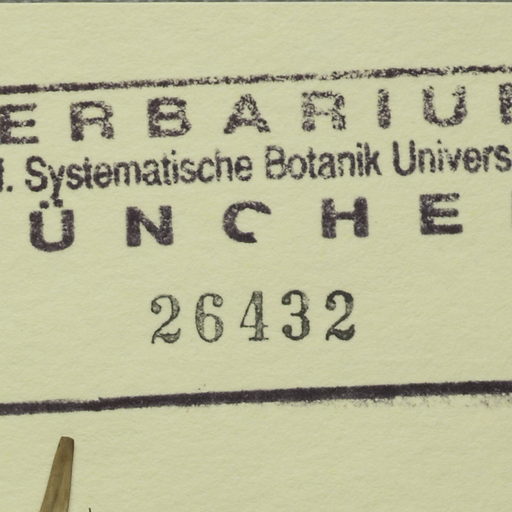 ERBARIU
. Systematische Botanik Univers
ÜNCHE
26432